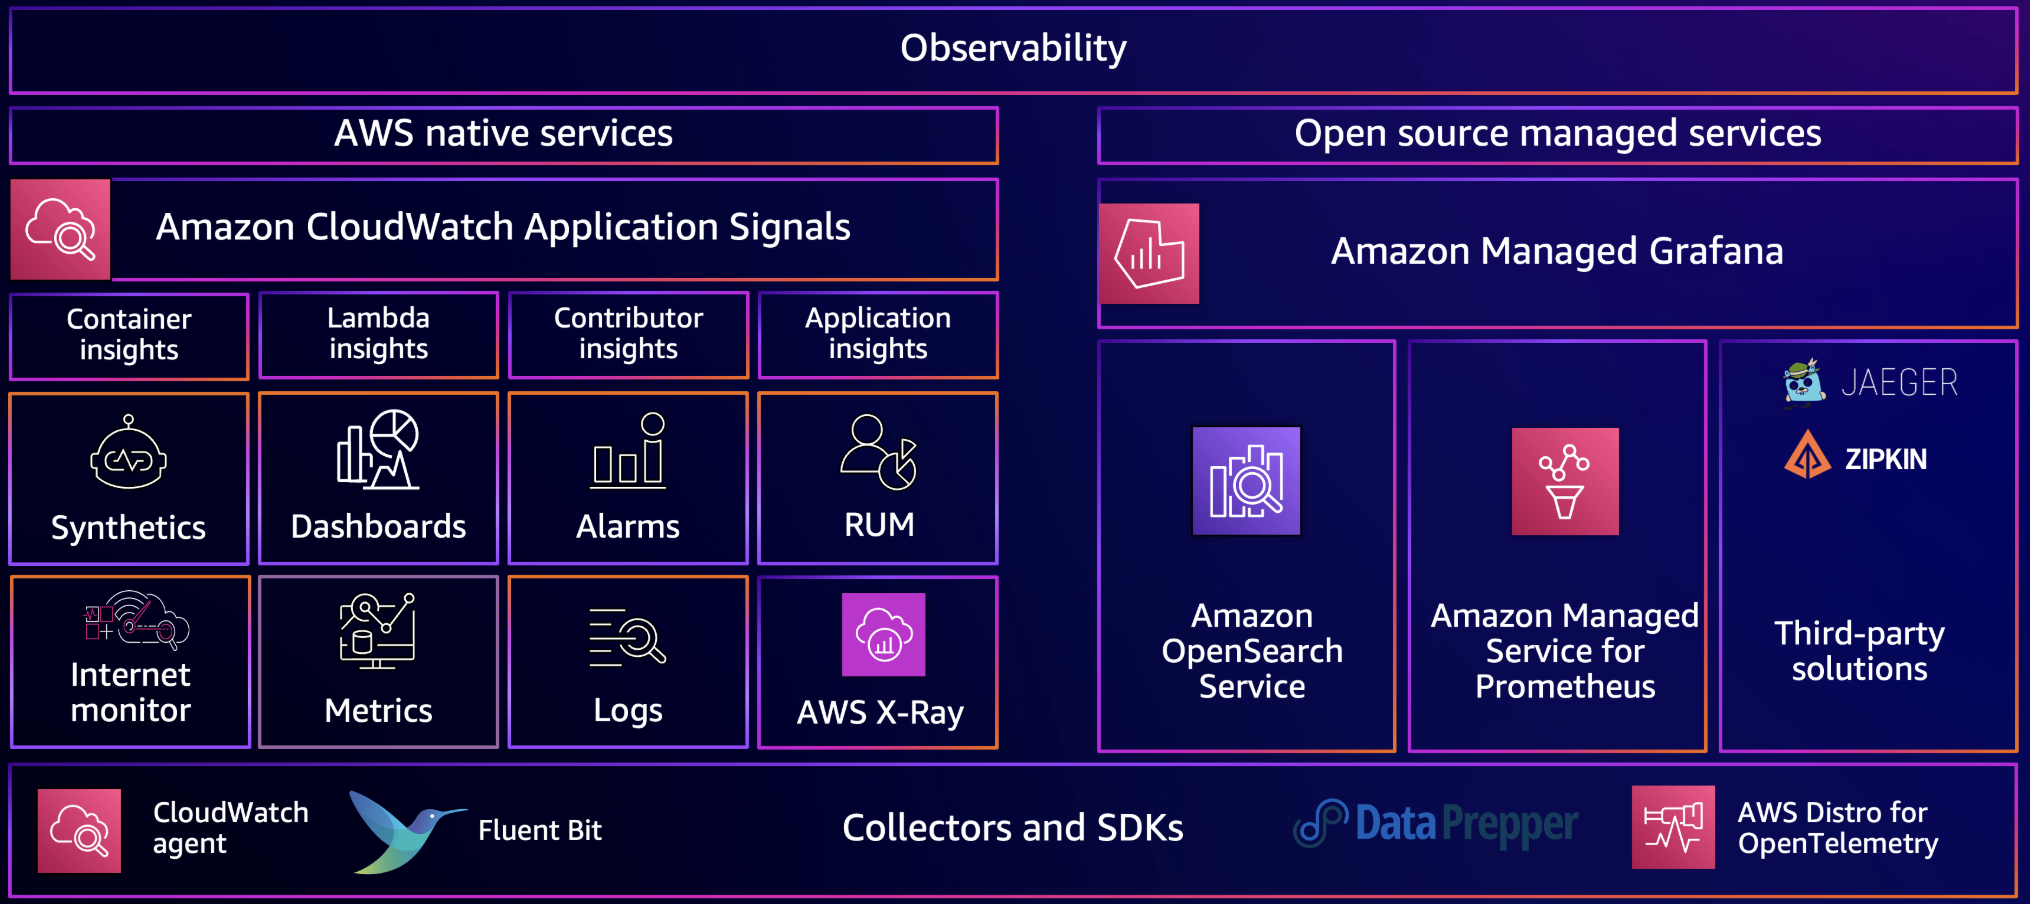 Observability
AWS native services
Open source managed services
Amazon CloudWatch Application Signals
Amazon Managed Grafana
Container
insights
Lambda
insights
Contributor
insights
Application
insights
Synthetics
Dashboards
Alarms
RUM
Internet
monitor
Metrics
Logs
AWS X-Ray
Amazon
OpenSearch
Service
Amazon Managed
Service for
Prometheus
JAEGER
ZIPKIN
Third-party
solutions
CloudWatch
agent
Fluent Bit
Collectors and SDKs
Data Prepper
AWS Distro for
OpenTelemetry